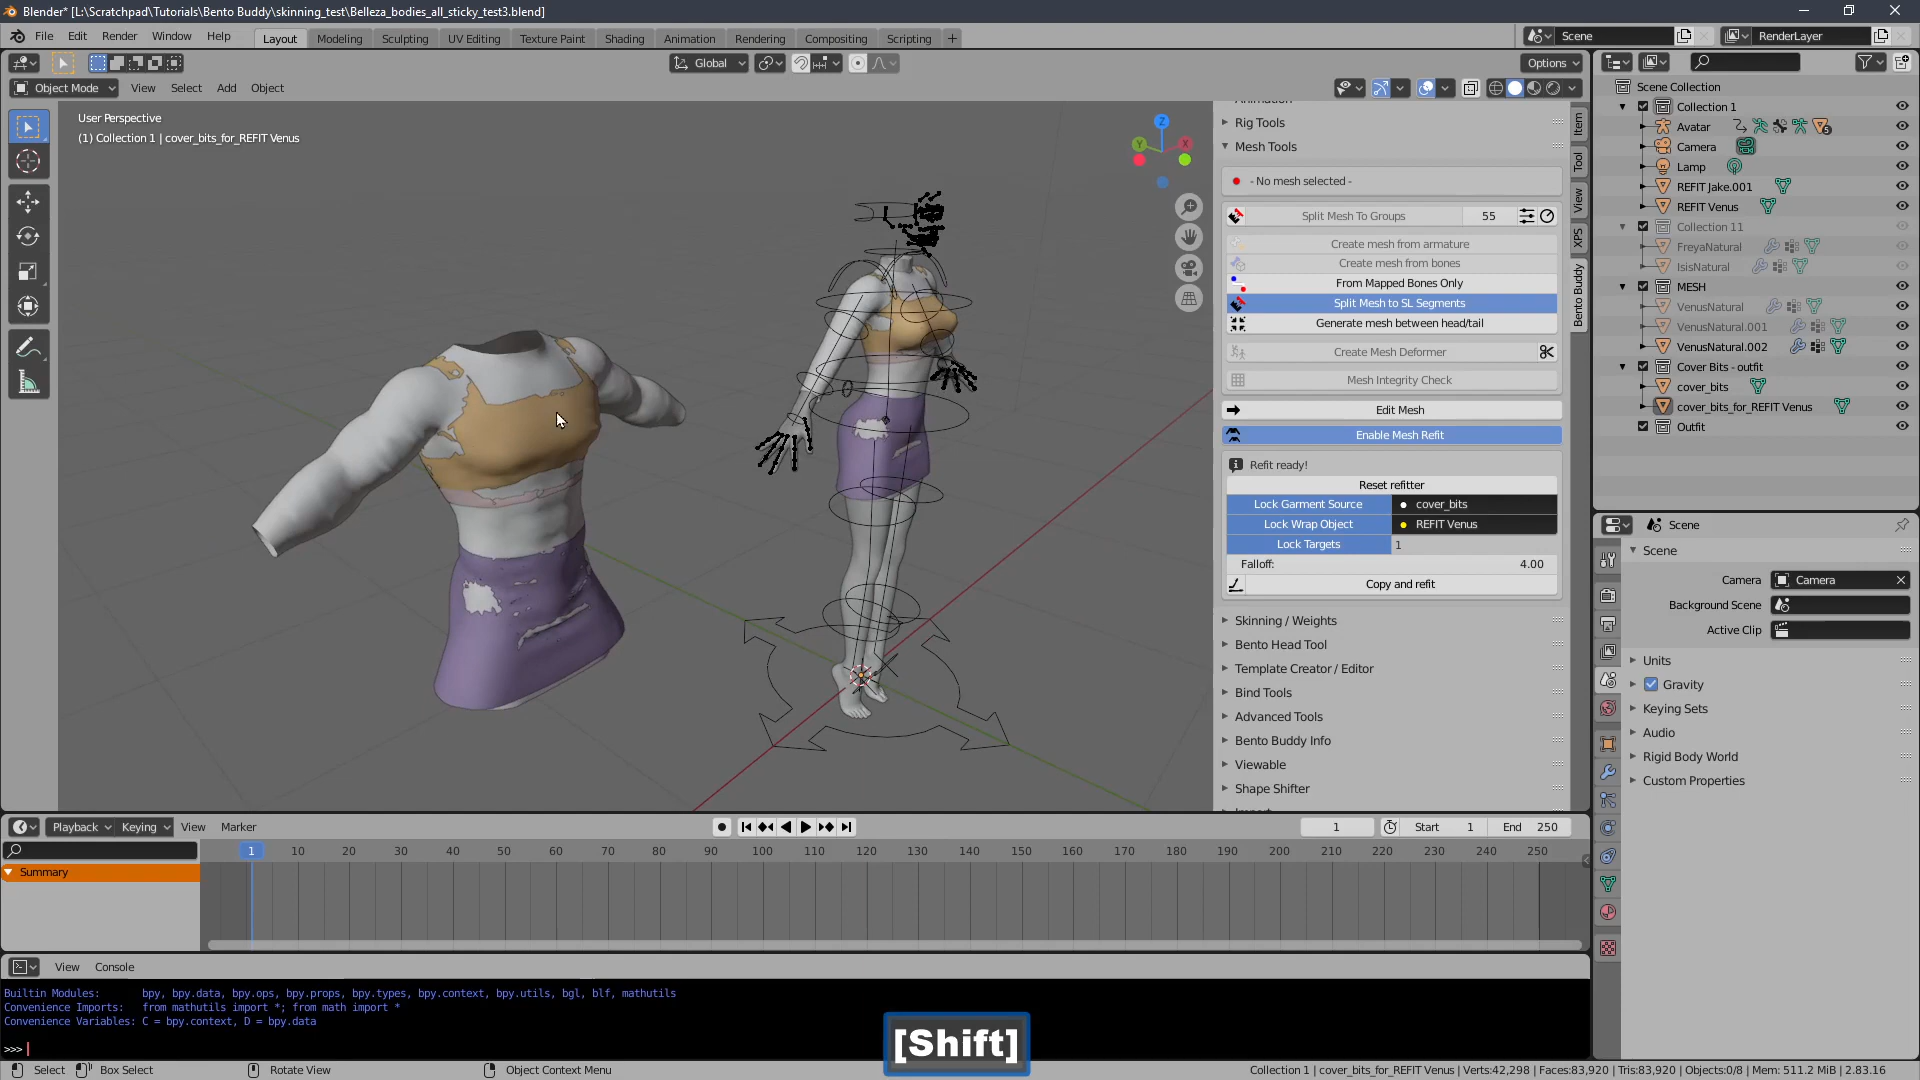 Blender* [L:\Scratchpad\Tutorials\Bento Buddy\skinning_test\Belleza_bodies_all_sticky_test3.blend]
File Edit Render Window Help
Layout Modeling Sculpting UV Editing Texture Paint Shading Animation Rendering Compositing Scripting
Scene
RenderLayer
Global
Options
Object Mode View Select Add Object
User Perspective
(1) Collection 1 | cover_bits_for_REFIT Venus
Z
Y
X
Rig Tools
Mesh Tools
- No mesh selected -
Split Mesh To Groups 55
Create mesh from armature
Create mesh from bones
From Mapped Bones Only
Split Mesh to SL Segments
Generate mesh between head/tail
Create Mesh Deformer
Mesh Integrity Check
Edit Mesh
Enable Mesh Refit
Refit ready!
Reset refitter
Lock Garment Source cover_bits
Lock Wrap Object REFIT Venus
Lock Targets 1
Falloff: 4.00
Copy and refit
Skinning / Weights
Bento Head Tool
Template Creator / Editor
Bind Tools
Advanced Tools
Bento Buddy Info
Viewable
Shape Shifter
Item
Tool
View
XPS
Bento Buddy
Scene Collection
Collection 1
Avatar 5
Camera
Lamp
REFIT Jake.001
REFIT Venus
Collection 11
FreyaNatural
IsisNatural
MESH
VenusNatural
VenusNatural.001
VenusNatural.002
Cover Bits - outfit
cover_bits
cover_bits_for_REFIT Venus
Outfit
Scene
Scene
Camera Camera
Background Scene
Active Clip
Units
Gravity
Keying Sets
Audio
Rigid Body World
Custom Properties
Playback Keying View Marker
1 Start 1 End 250
1 10 20 30 40 50 60 70 80 90 100 110 120 130 140 150 160 170 180 190 200 210 220 230 240 250
Summary
View Console
Builtin Modules: bpy, bpy.data, bpy.ops, bpy.props, bpy.types, bpy.context, bpy.utils, bgl, blf, mathutils
Convenience Imports: from mathutils import *; from math import *
Convenience Variables: C = bpy.context, D = bpy.data
>>>
[Shift]
Select Box Select Rotate View Object Context Menu
Collection 1 | cover_bits_for_REFIT Venus | Verts:42,298 | Faces:83,920 | Tris:83,920 | Objects:0/8 | Mem: 511.2 MiB | 2.83.16